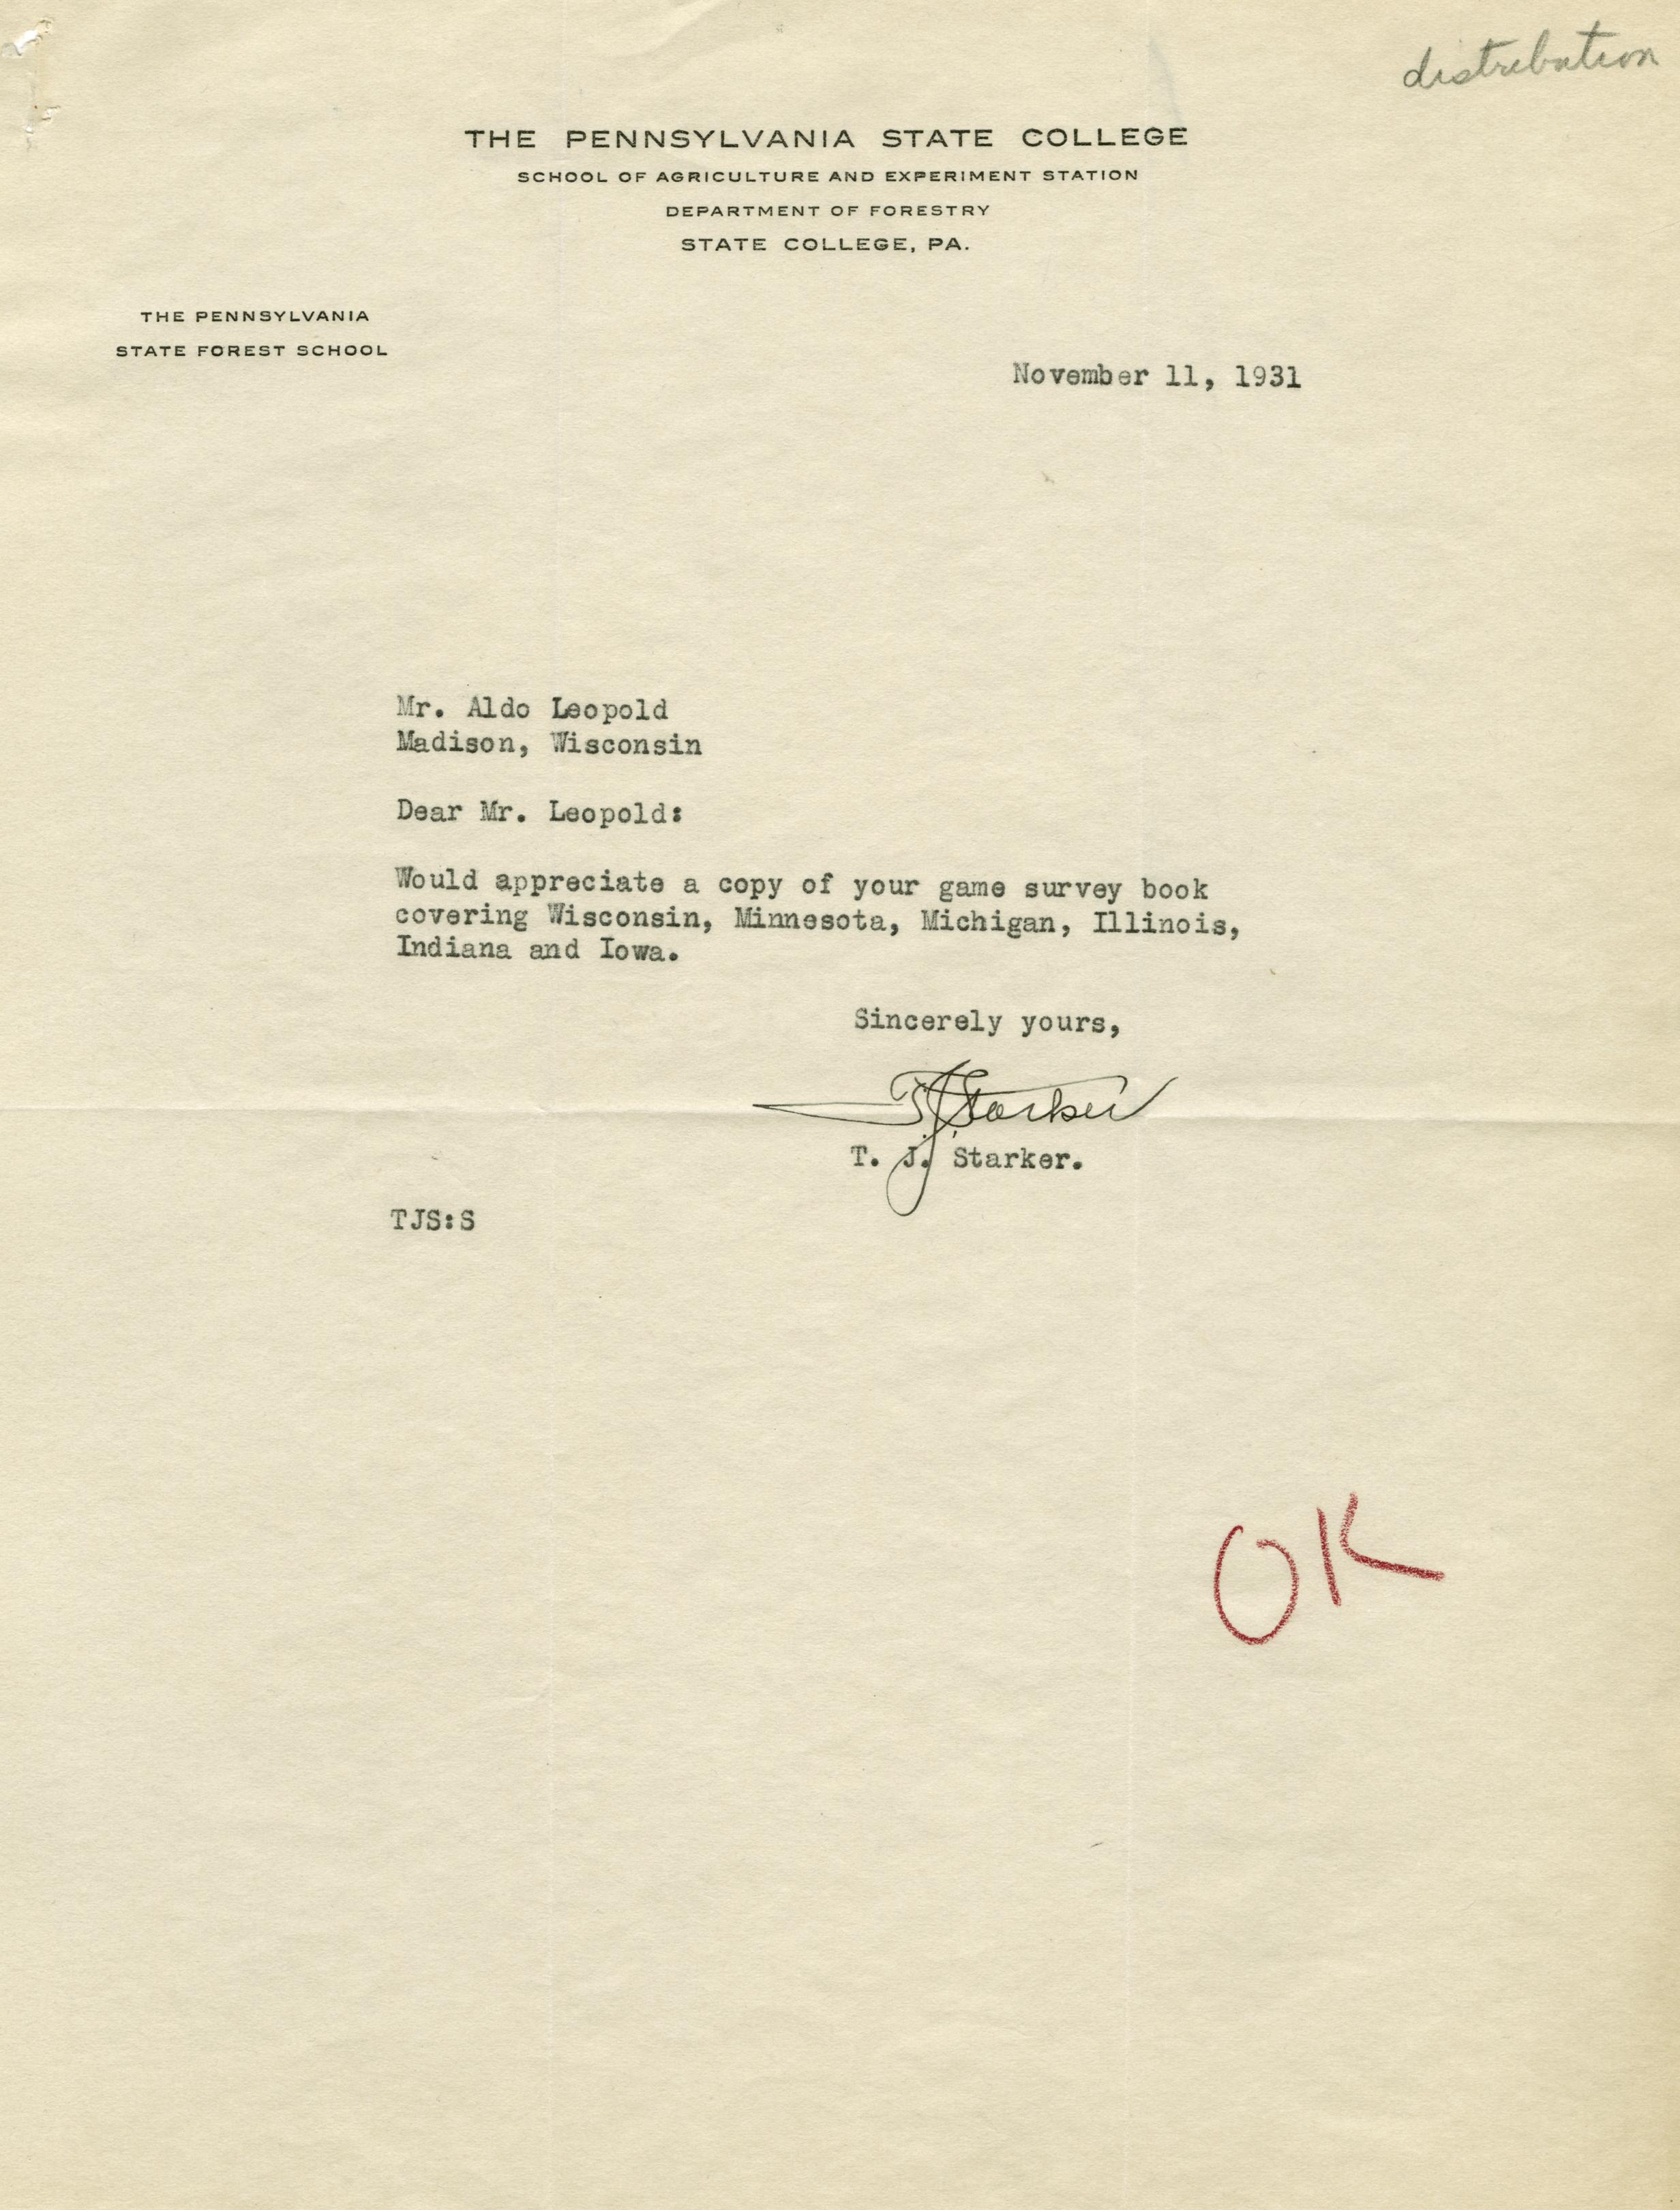 distribution
THE PENNSYLVANIA STATE COLLEGE
SCHOOL OF AGRICULTURE AND EXPERIMENT STATION
DEPARTMENT OF FORESTRY
STATE COLLEGE, PA.
THE PENNSYLVANIA
STATE FOREST SCHOOL
November 11, 1931
Mr. Aldo Leopold
Madison, Wisconsin
Dear Mr. Leopold:
Would appreciate a copy of your game survey book
covering Wisconsin, Minnesota, Michigan, Illinois,
Indiana and Iowa.
Sincerely yours,
TJStarker
T. J. Starker.
TJS:S
OK